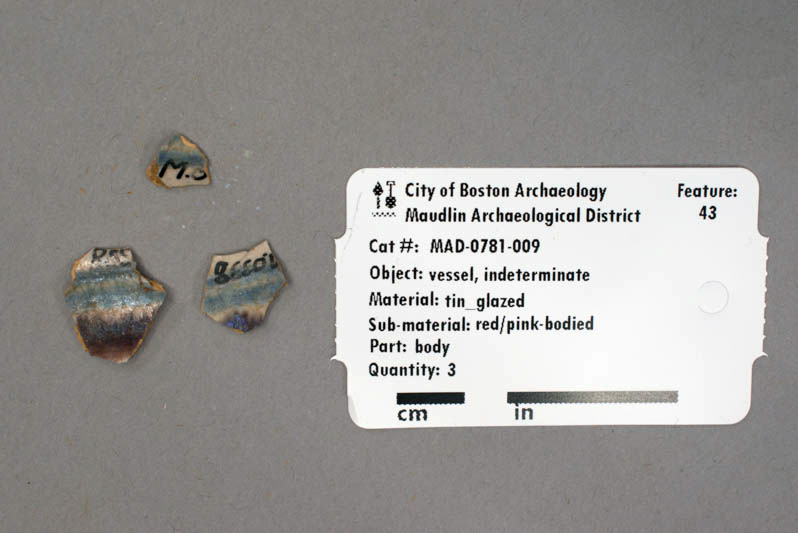 M.3
City of Boston Archaeology
Maudlin Archaeological District
Feature:
43
Cat #: MAD-0781-009
Object: vessel, indeterminate
Material: tin_glazed
Sub-material: red/pink-bodied
Part: body
Quantity: 3
cm
in